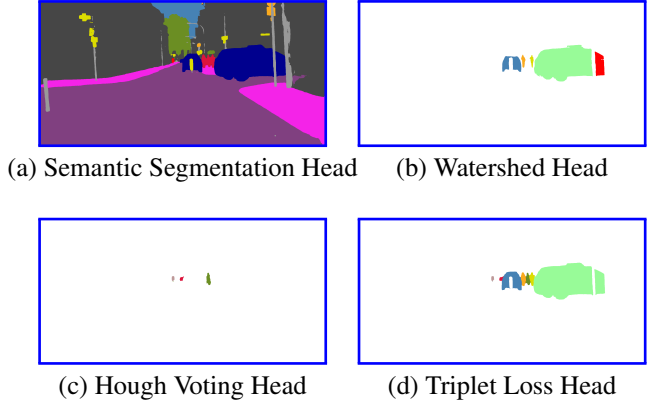 (a) Semantic Segmentation Head
(b) Watershed Head
(c) Hough Voting Head
(d) Triplet Loss Head